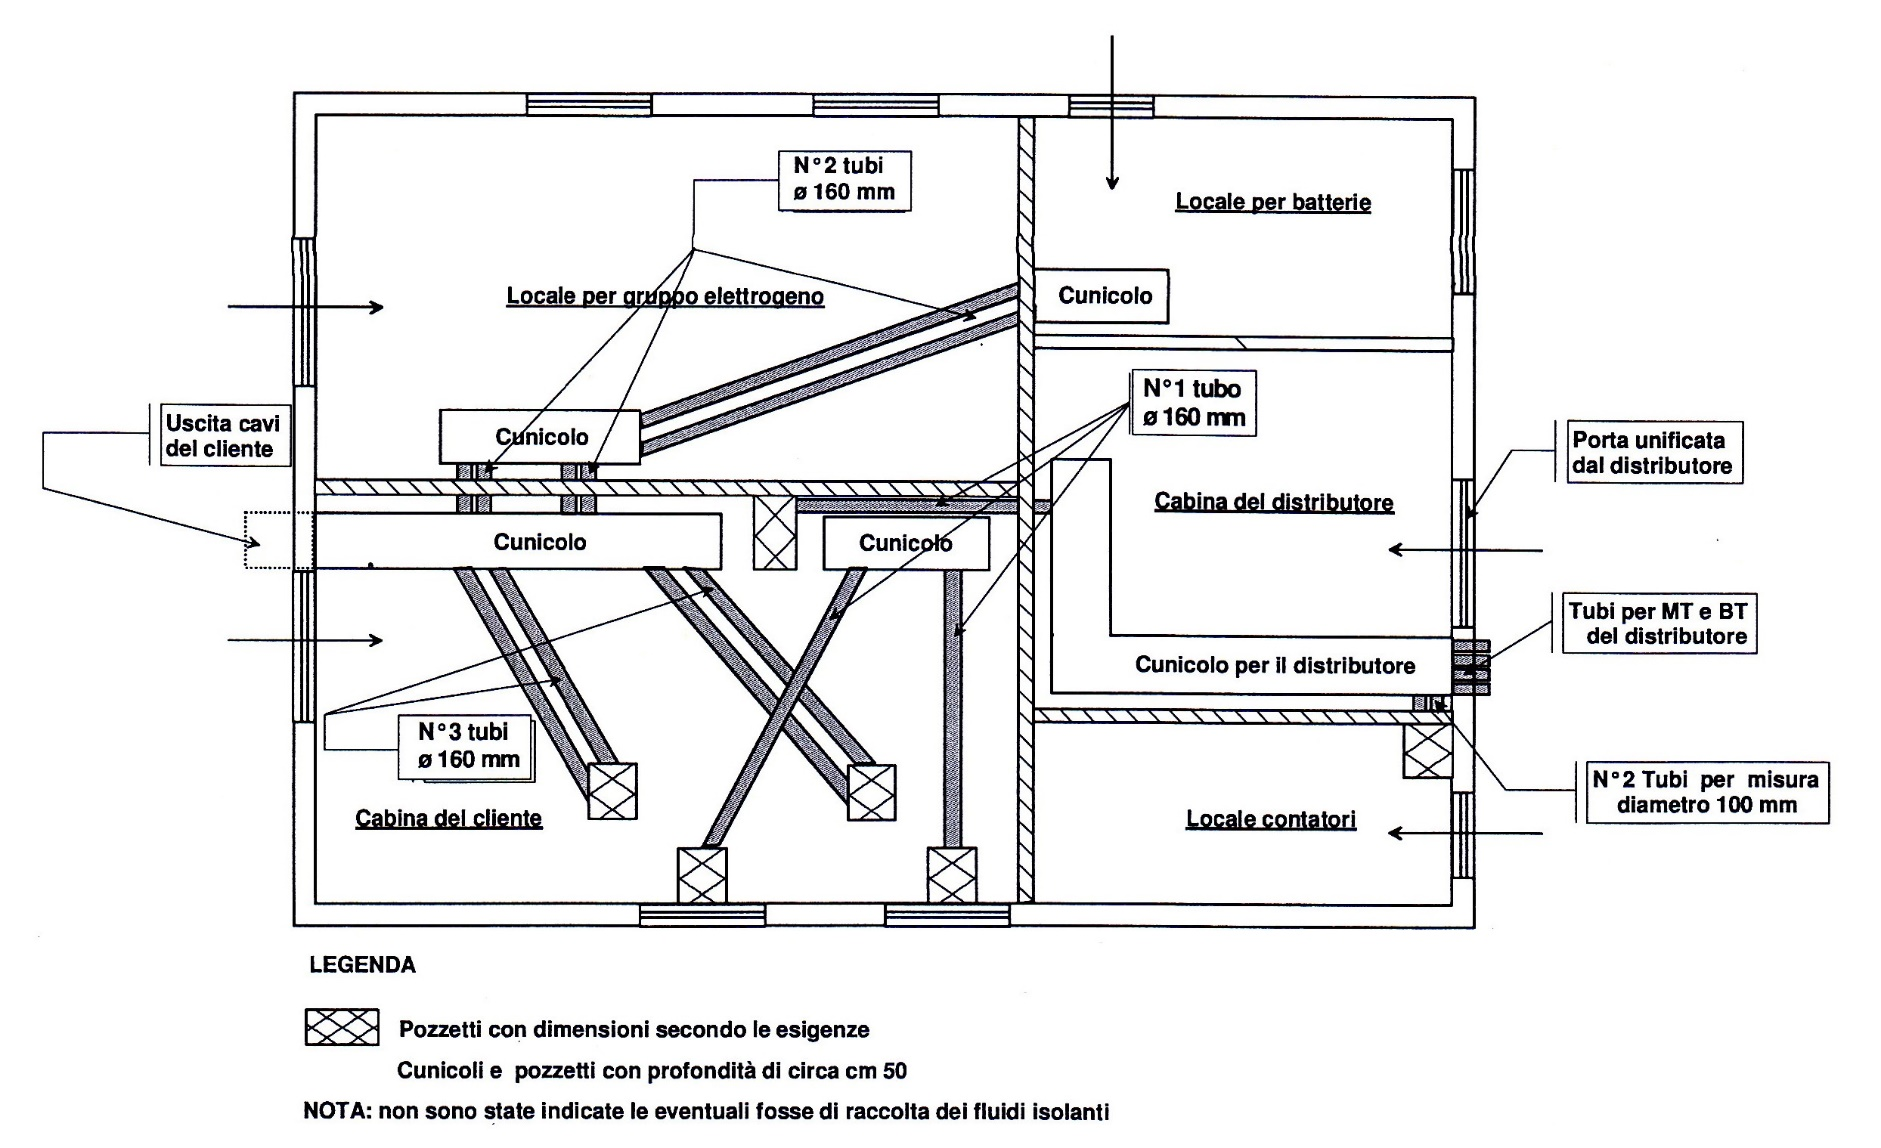 N°2 tubi
ø 160 mm
Locale per batterie
Locale per gruppo elettrogeno
Cunicolo
N°1 tubo
ø 160 mm
Uscita cavi
del cliente
Cunicolo
Porta unificata
dal distributore
Cabina del distributore
Cunicolo
Cunicolo
Tubi per MT e BT
del distributore
Cunicolo per il distributore
N°3 tubi
ø 160 mm
N°2 Tubi per misura
diametro 100 mm
Cabina del cliente
Locale contatori
LEGENDA
Pozzetti con dimensioni secondo le esigenze
Cunicoli e pozzetti con profondità di circa cm 50
NOTA: non sono state indicate le eventuali fosse di raccolta dei fluidi isolanti